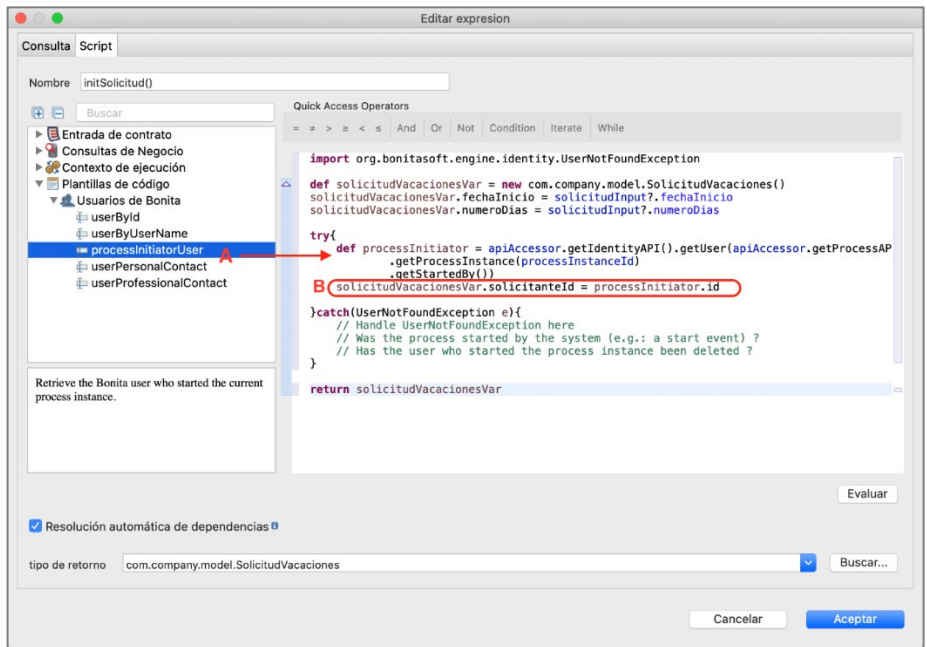 Editar expresion
Consulta Script
Nombre initSolicitud()
Buscar
Entrada de contrato
Consultas de Negocio
Contexto de ejecución
Plantillas de código
Usuarios de Bonita
userById
userByUserName
processInitiatorUser
userPersonalContact
userProfessionalContact
Retrieve the Bonita user who started the current
process instance.
Quick Access Operators
= ≠ > ≥ < ≤ And Or Not Condition Iterate While
import org.bonitasoft.engine.identity.UserNotFoundException
def solicitudVacacionesVar = new com.company.model.SolicitudVacaciones()
solicitudVacacionesVar.fechaInicio = solicitudInput?.fechaInicio
solicitudVacacionesVar.numeroDias = solicitudInput?.numeroDias
try{
A
def processInitiator = apiAccessor.getIdentityAPI().getUser(apiAccessor.getProcessAP
.getProcessInstance(processInstanceId)
.getStartedBy())
B
solicitudVacacionesVar.solicitanteId = processInitiator.id
}catch(UserNotFoundException e){
// Handle UserNotFoundException here
// Was the process started by the system (e.g.: a start event) ?
// Has the user who started the process instance been deleted ?
}
return solicitudVacacionesVar
Evaluar
Resolución automática de dependencias
tipo de retorno com.company.model.SolicitudVacaciones Buscar...
Cancelar Aceptar